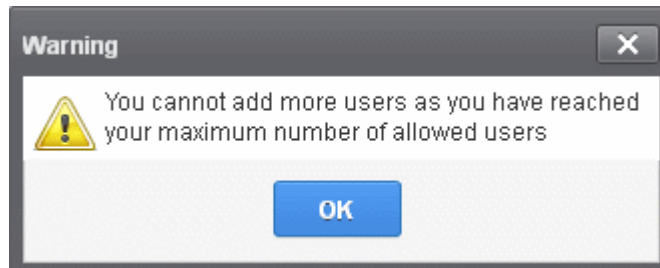 Warning
You cannot add more users as you have reached
your maximum number of allowed users
OK